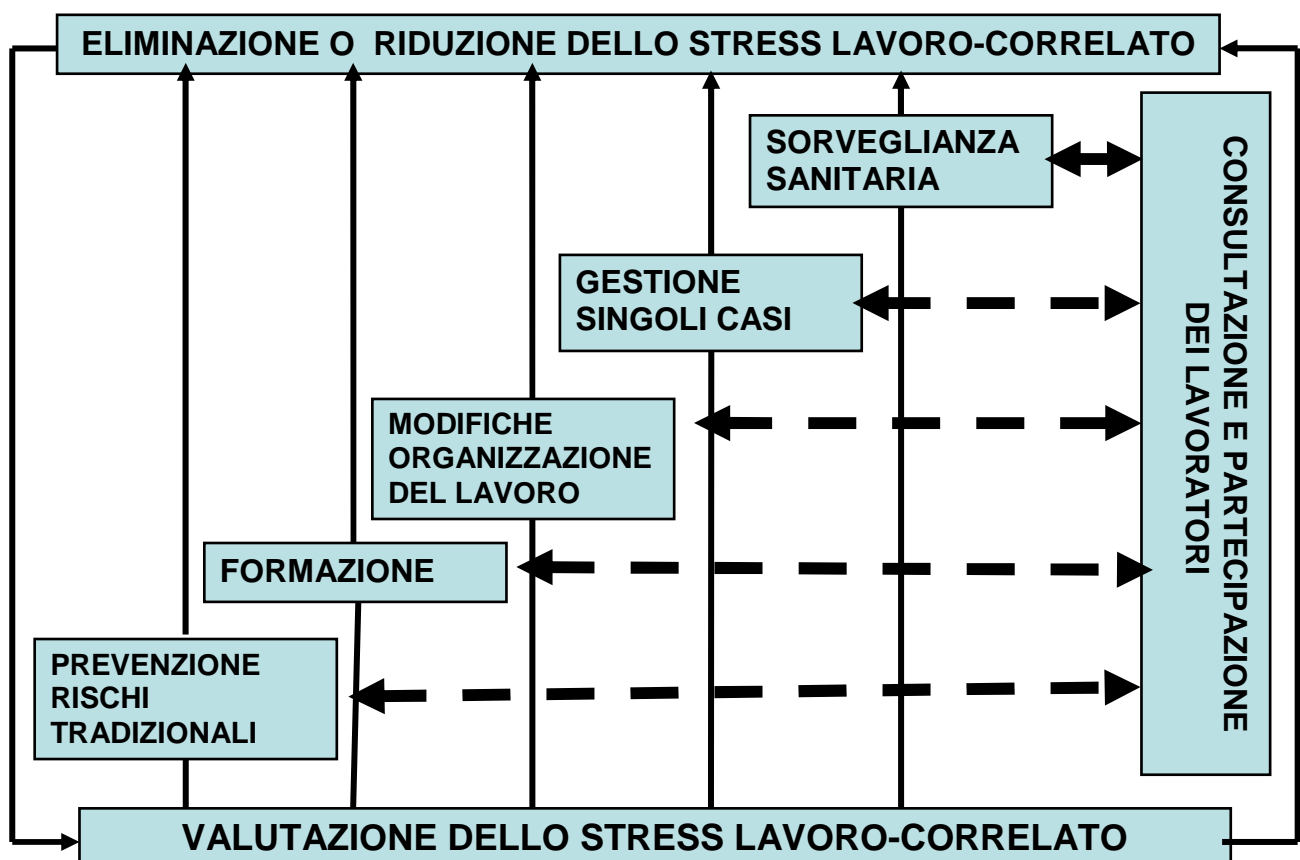 ELIMINAZIONE O RIDUZIONE DELLO STRESS LAVORO-CORRELATO
SORVEGLIANZA
SANITARIA
CONSULTAZIONE E PARTECIPAZIONE
DEI LAVORATORI
GESTIONE
SINGOLI CASI
MODIFICHE
ORGANIZZAZIONE
DEL LAVORO
FORMAZIONE
PREVENZIONE
RISCHI
TRADIZIONALI
VALUTAZIONE DELLO STRESS LAVORO-CORRELATO